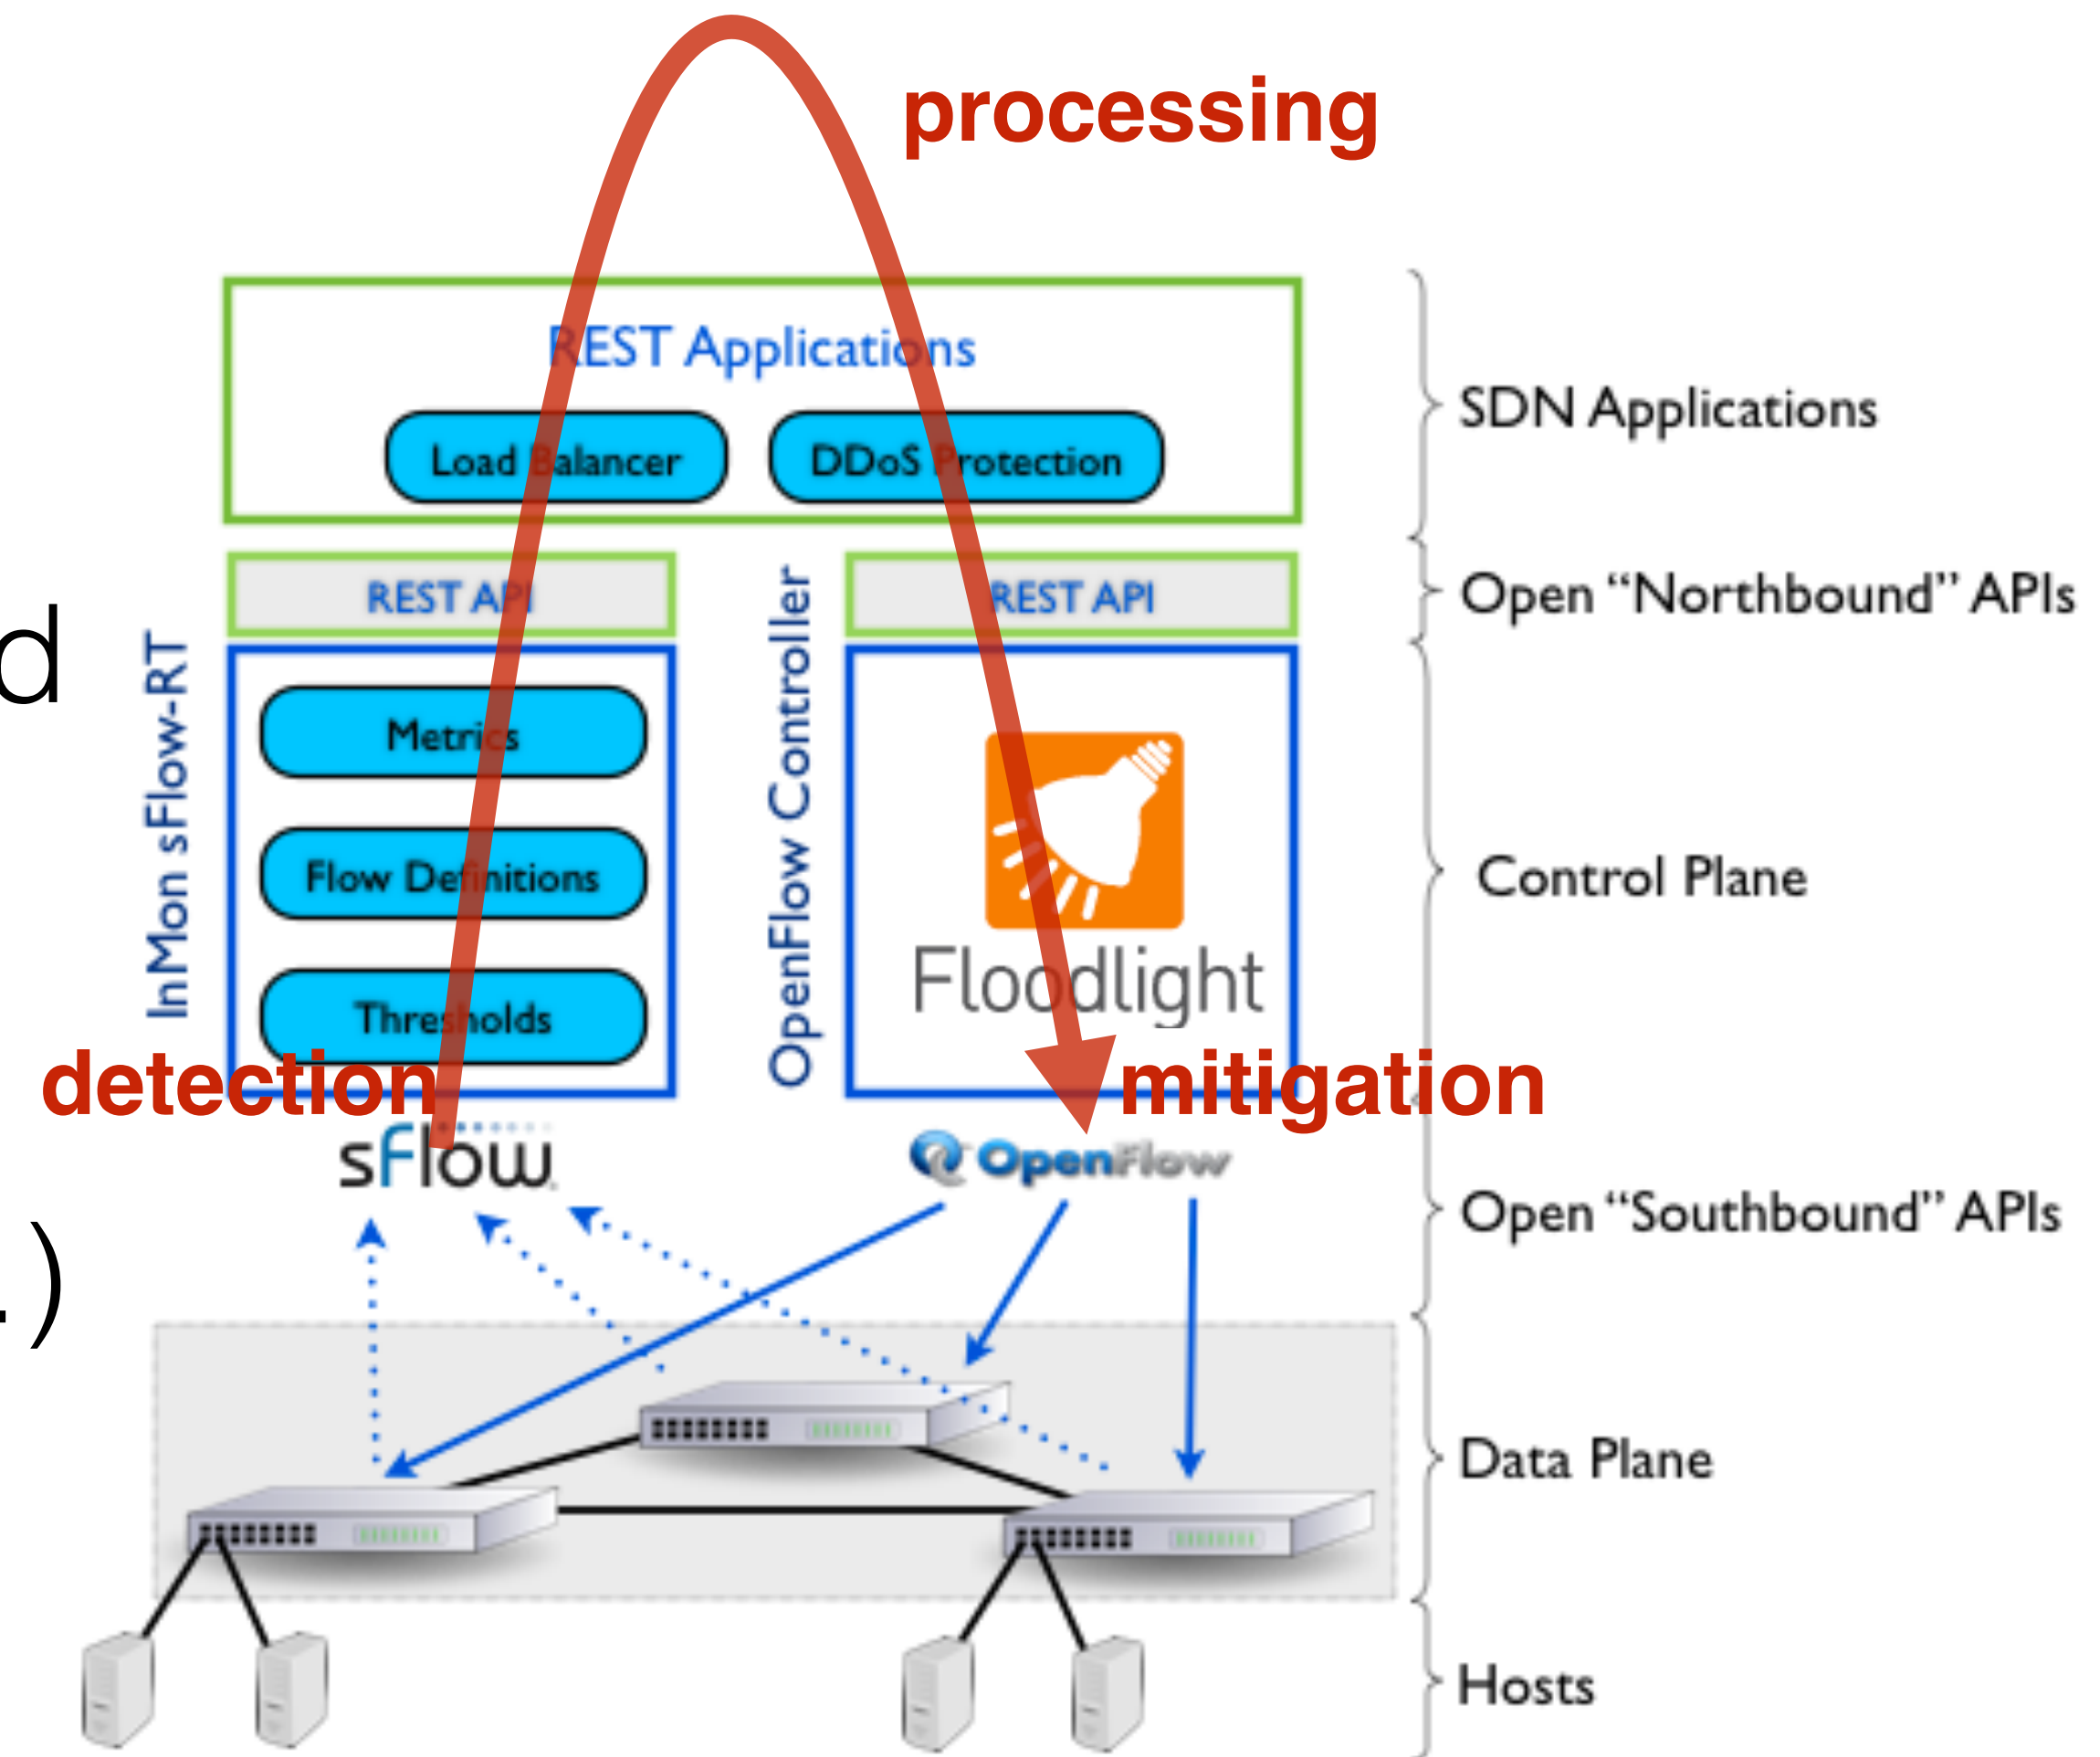 processing
REST Applications
Load Balancer
DDoS Protection
SDN Applications
REST API
REST API
Open “Northbound” APIs
d
InMon sFlow-RT
Metrics
Flow Definitions
Thresholds
OpenFlow Controller
Floodlight
Control Plane
detection
mitigation
sFlow
OpenFlow
Open “Southbound” APIs
.)
Data Plane
Hosts